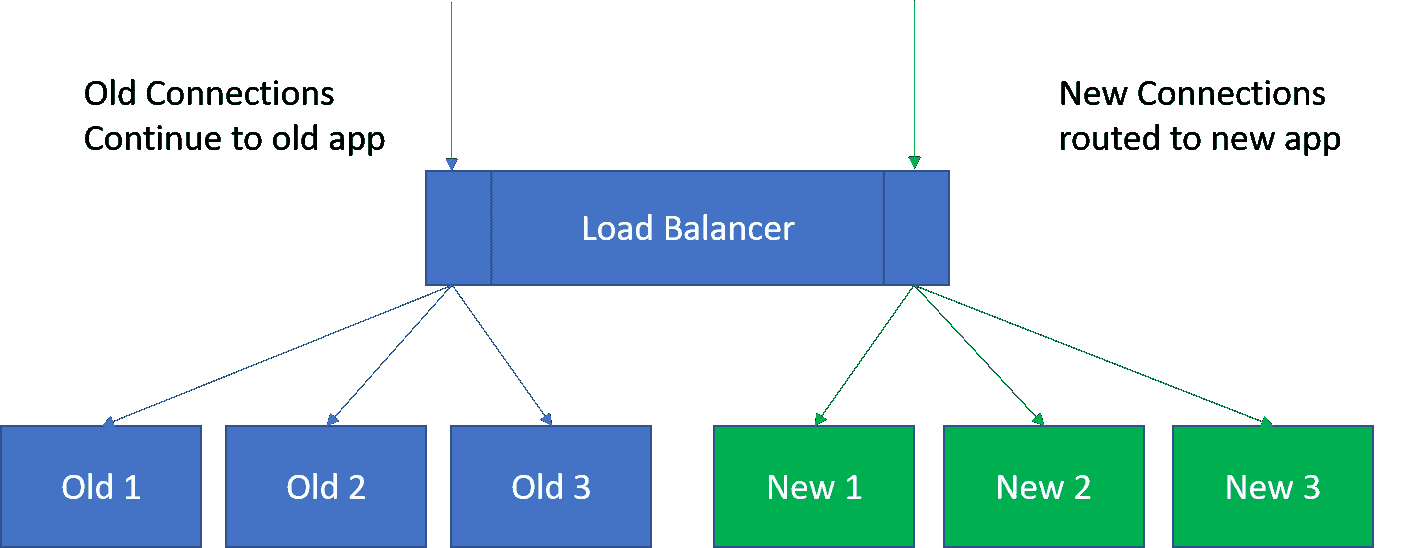 Old Connections
Continue to old app
New Connections
routed to new app
Load Balancer
Old 1
Old 2
Old 3
New 1
New 2
New 3